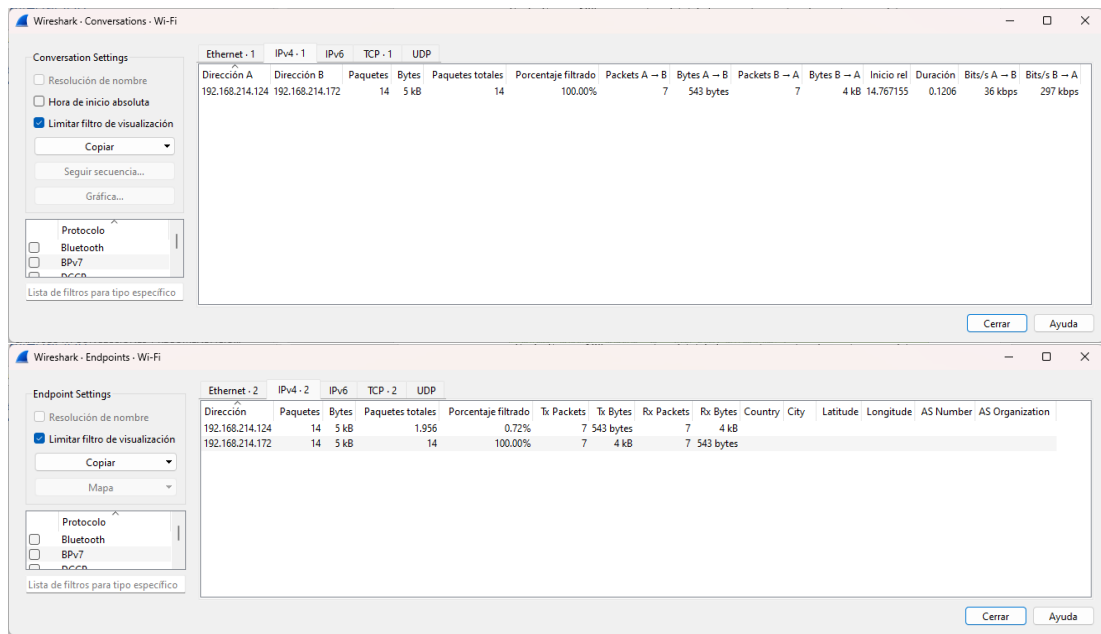 Wireshark · Conversations · Wi-Fi
Conversation Settings
Resolución de nombre
Hora de inicio absoluta
Limitar filtro de visualización
Copiar
Seguir secuencia...
Gráfica...
Protocolo
Bluetooth
BPv7
DCCP
Lista de filtros para tipo específico
Ethernet · 1 IPv4 · 1 IPv6 TCP · 1 UDP
Dirección A Dirección B Paquetes Bytes Paquetes totales Porcentaje filtrado Packets A → B Bytes A → B Packets B → A Bytes B → A Inicio rel Duración Bits/s A → B Bits/s B → A
192.168.214.124 192.168.214.172 14 5 kB 14 100.00% 7 543 bytes 7 4 kB 14.767155 0.1206 36 kbps 297 kbps
Cerrar Ayuda
Wireshark · Endpoints · Wi-Fi
Endpoint Settings
Resolución de nombre
Limitar filtro de visualización
Copiar
Mapa
Protocolo
Bluetooth
BPv7
DCCP
Lista de filtros para tipo específico
Ethernet · 2 IPv4 · 2 IPv6 TCP · 2 UDP
Dirección Paquetes Bytes Paquetes totales Porcentaje filtrado Tx Packets Tx Bytes Rx Packets Rx Bytes Country City Latitude Longitude AS Number AS Organization
192.168.214.124 14 5 kB 1.956 0.72% 7 543 bytes 7 4 kB
192.168.214.172 14 5 kB 14 100.00% 7 4 kB 7 543 bytes
Cerrar Ayuda